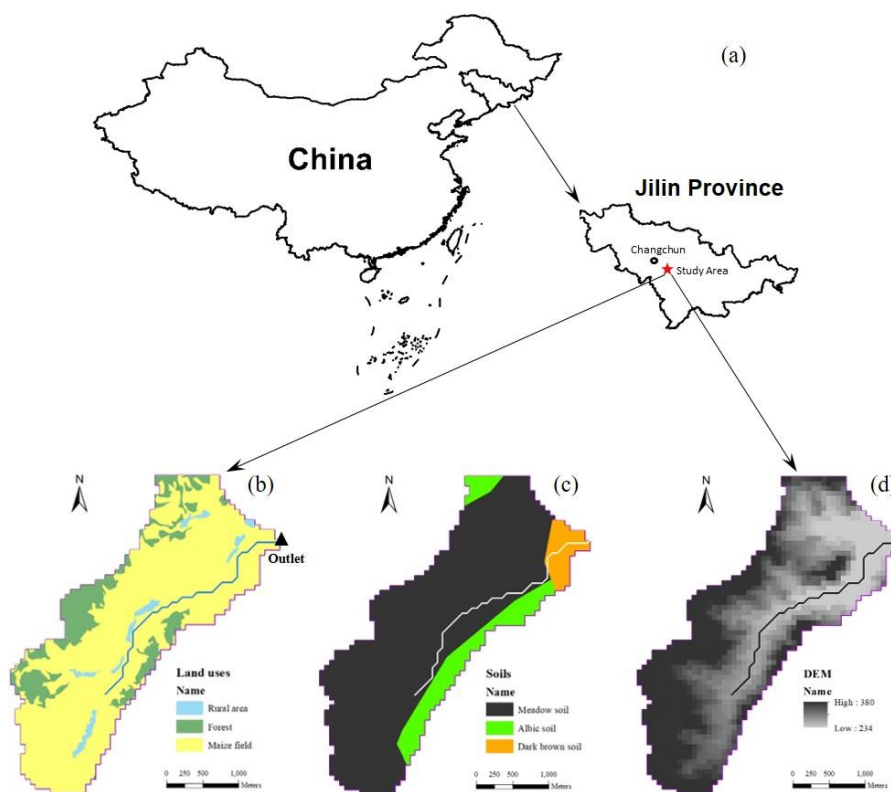 (a)
China
Jilin Province
Changchun
Study Area
N
(b)
Outlet
Land uses
Name
Rural area
Forest
Maize field
0 250 500 1,000
Meters
N
(c)
Soils
Name
Meadow soil
Albic soil
Dark brown soil
0 250 500 1,000
Meters
N
(d)
DEM
Name
High : 380
Low : 234
0 250 500 1,000
Meters